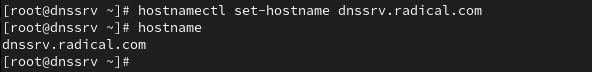 [root@dnssrv ~]# hostnamectl set-hostname dnssrv.radical.com
[root@dnssrv ~]# hostname
dnssrv.radical.com
[root@dnssrv ~]#